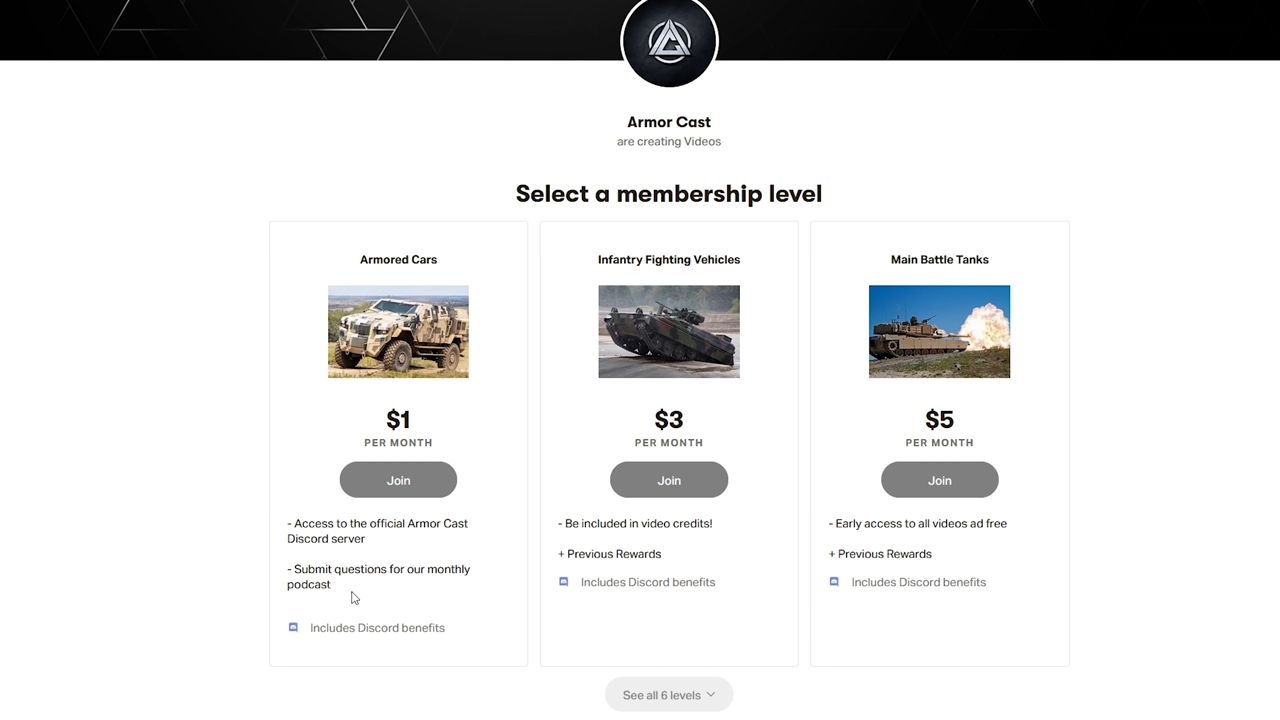 Armor Cast
are creating Videos
Select a membership level
Armored Cars
$1
PER MONTH
Join
- Access to the official Armor Cast
Discord server
- Submit questions for our monthly
podcast
Includes Discord benefits
Infantry Fighting Vehicles
$3
PER MONTH
Join
- Be included in video credits!
+ Previous Rewards
Includes Discord benefits
Main Battle Tanks
$5
PER MONTH
Join
- Early access to all videos ad free
+ Previous Rewards
Includes Discord benefits
See all 6 levels